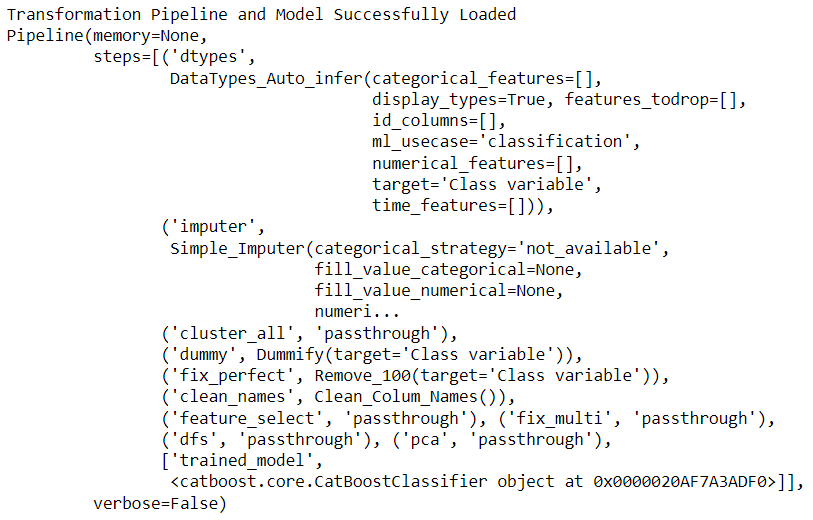 Transformation Pipeline and Model Successfully Loaded
Pipeline(memory=None,
         steps=[('dtypes',
                 DataTypes_Auto_infer(categorical_features=[],
                                      display_types=True, features_todrop=[],
                                      id_columns=[],
                                      ml_usecase='classification',
                                      numerical_features=[],
                                      target='Class variable',
                                      time_features=[])),
                ('imputer',
                 Simple_Imputer(categorical_strategy='not_available',
                                fill_value_categorical=None,
                                fill_value_numerical=None,
                                numeri...
                ('cluster_all', 'passthrough'),
                ('dummy', Dummify(target='Class variable')),
                ('fix_perfect', Remove_100(target='Class variable')),
                ('clean_names', Clean_Colum_Names()),
                ('feature_select', 'passthrough'), ('fix_multi', 'passthrough'),
                ('dfs', 'passthrough'), ('pca', 'passthrough'),
                ['trained_model',
                 <catboost.core.CatBoostClassifier object at 0x0000020AF7A3ADF0>]],
         verbose=False)